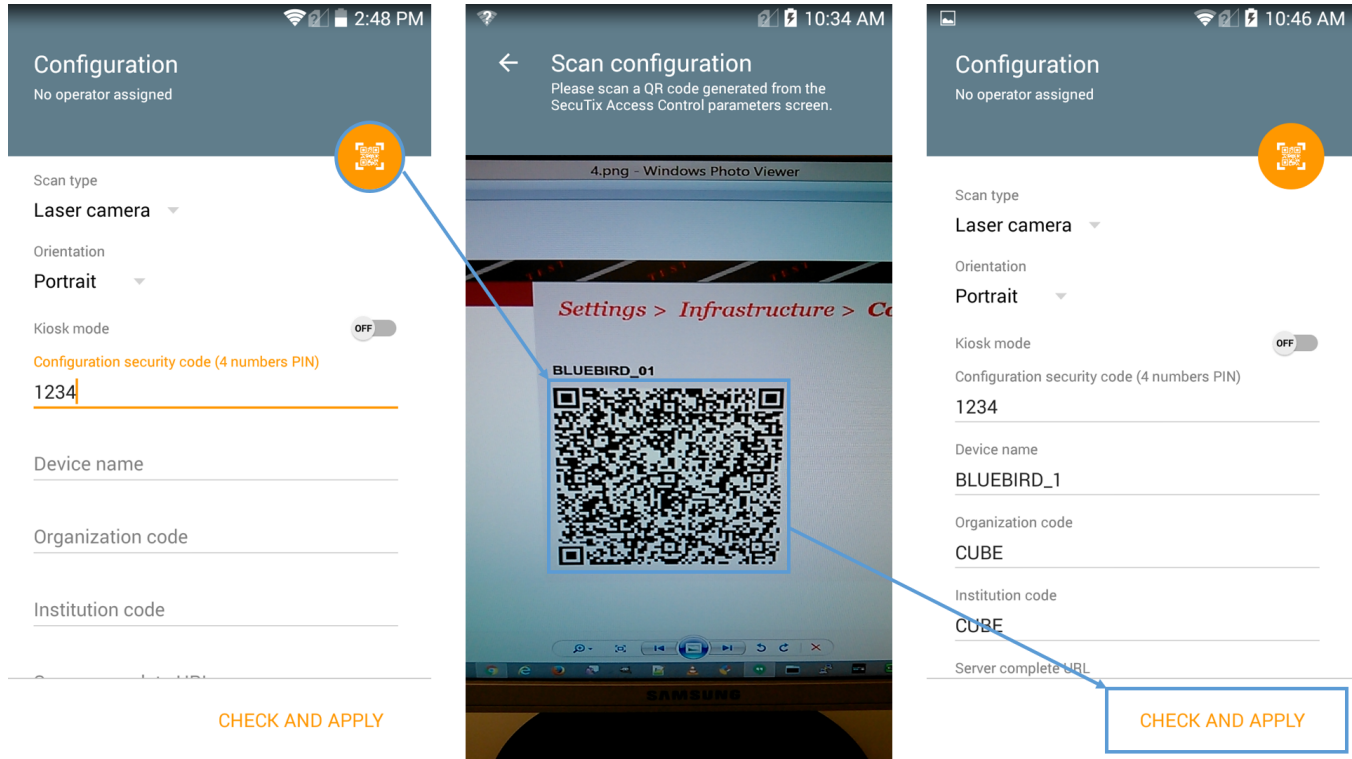 2:48 PM
Configuration
No operator assigned
Scan type
Laser camera
Orientation
Portrait
Kiosk mode
OFF
Configuration security code (4 numbers PIN)
1234
Device name
Organization code
Institution code
CHECK AND APPLY
10:34 AM
Scan configuration
Please scan a QR code generated from the
SecuTix Access Control parameters screen.
4.png - Windows Photo Viewer
TEST TEST TEST
Settings > Infrastructure > Co
BLUEBIRD_01
SAMSUNG
10:46 AM
Configuration
No operator assigned
Scan type
Laser camera
Orientation
Portrait
Kiosk mode
OFF
Configuration security code (4 numbers PIN)
1234
Device name
BLUEBIRD_1
Organization code
CUBE
Institution code
CUBE
Server complete URL
CHECK AND APPLY